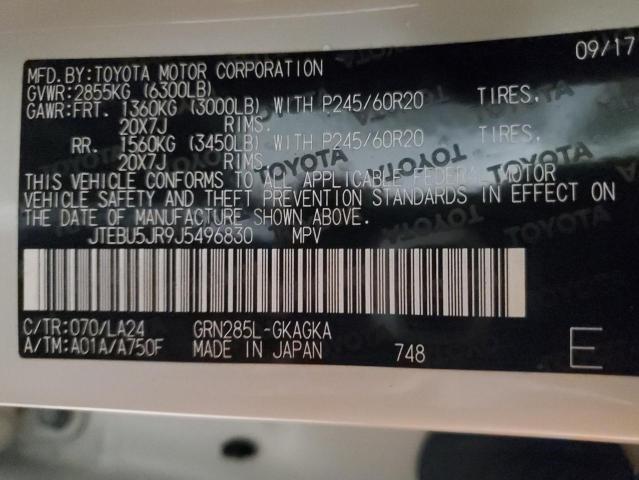 09/17
MFD.BY:TOYOTA MOTOR CORPORATION
GVWR:2855KG (6300LB)
GAWR:FRT. 1360KG (3000LB) WITH P245/60R20 TIRES,
20X7J RIMS.
RR. 1560KG (3450LB) WITH P245/60R20 TIRES,
20X7J RIMS.
THIS VEHICLE CONFORMS TO ALL APPLICABLE FEDERAL MOTOR
VEHICLE SAFETY AND THEFT PREVENTION STANDARDS IN EFFECT ON
THE DATE OF MANUFACTURE SHOWN ABOVE.
JTEBU5JR9J5496830 MPV
C/TR:070/LA24 GRN285L-GKAGKA
A/TM:A01A/A750F MADE IN JAPAN 748 E
TOYOTA TOYOTA TOYOTA